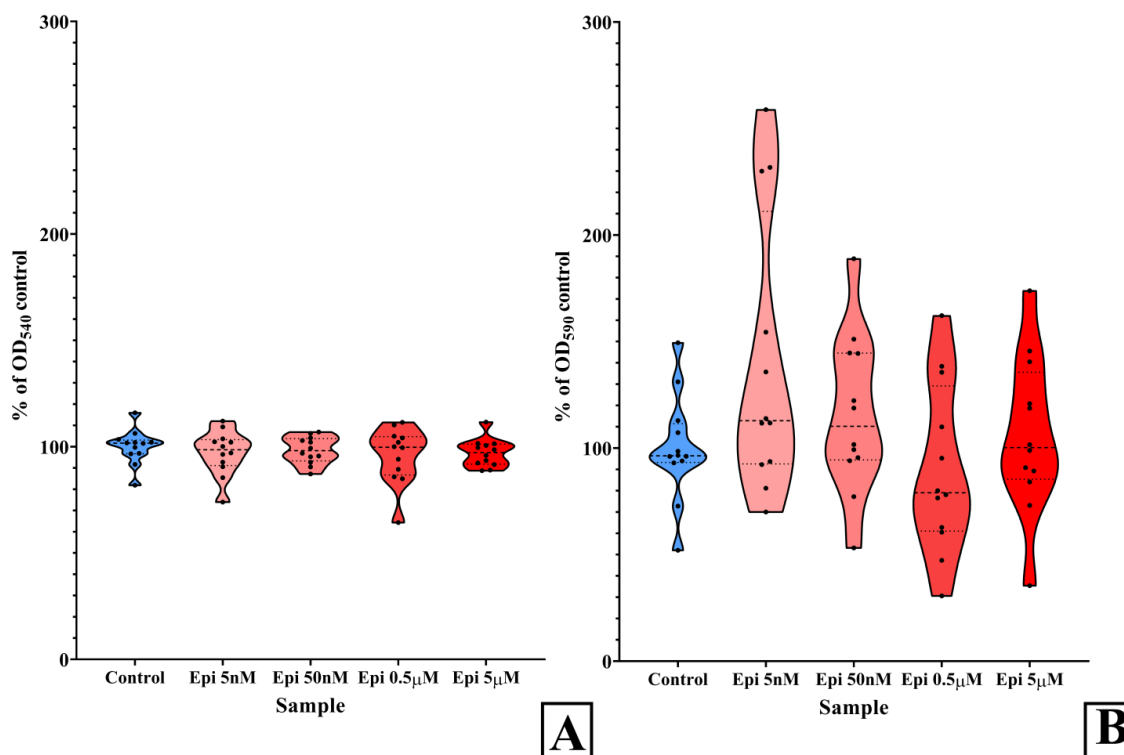 300
200
100
0
% of OD540 control
Control Epi 5nM Epi 50nM Epi 0.5μM Epi 5μM
Sample
A
300
200
100
0
% of OD590 control
Control Epi 5nM Epi 50nM Epi 0.5μM Epi 5μM
Sample
B